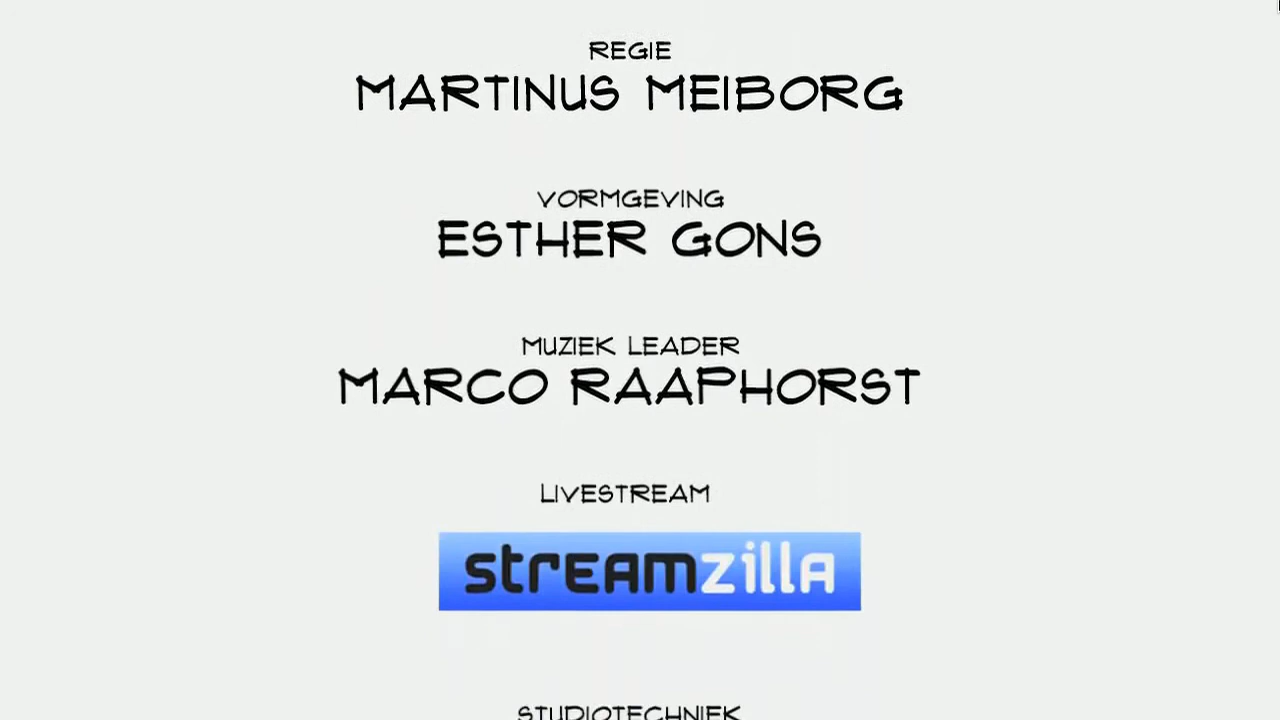 REGIE
MARTINUS MEIBORG
VORMGEVING
ESTHER GONS
MUZIEK LEADER
MARCO RAAPHORST
LIVESTREAM
streamzilla
STUDIOTECHNIEK